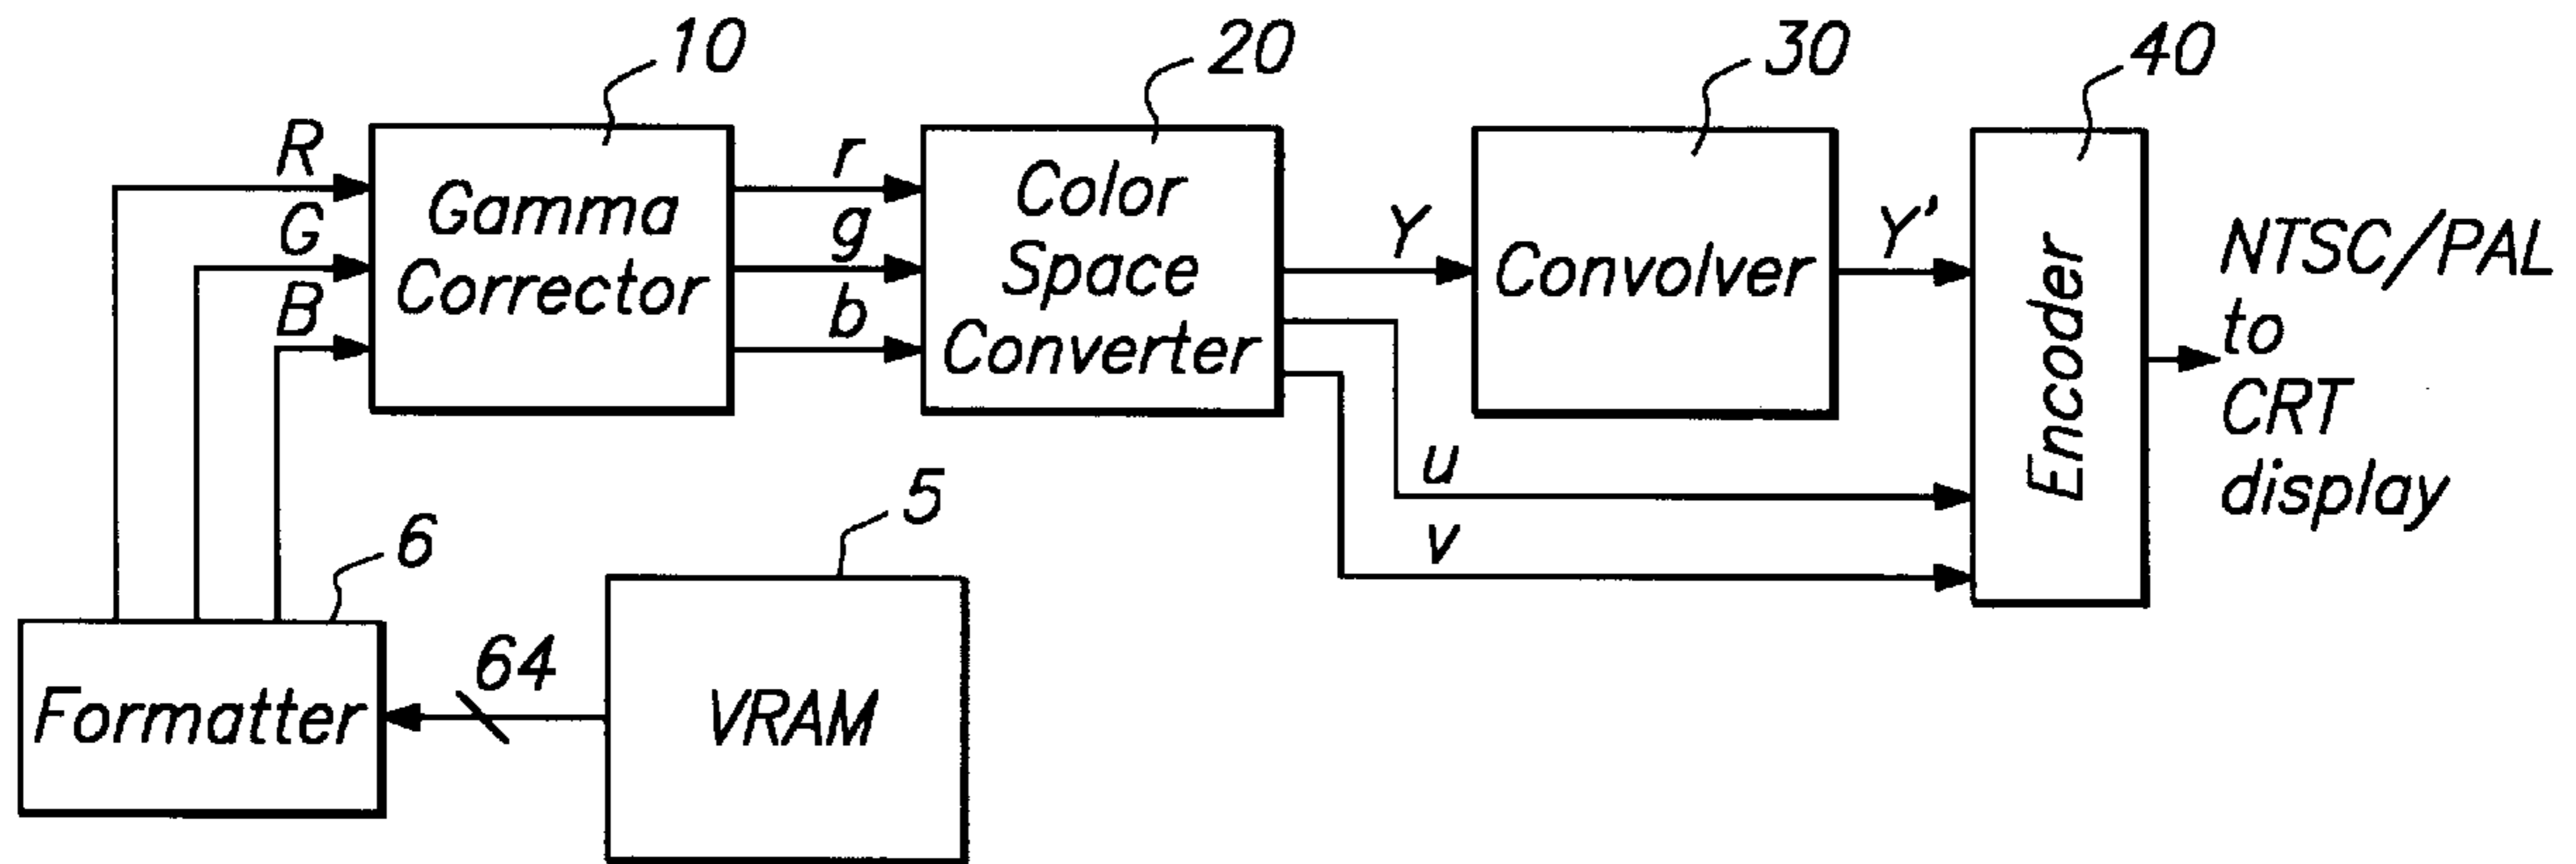 10
20
30
40
R
G
B
Gamma
Corrector
r
g
b
Color
Space
Converter
Y
Convolver
Y'
u
v
Encoder
NTSC/PAL
to
CRT
display
6
5
Formatter
64
VRAM